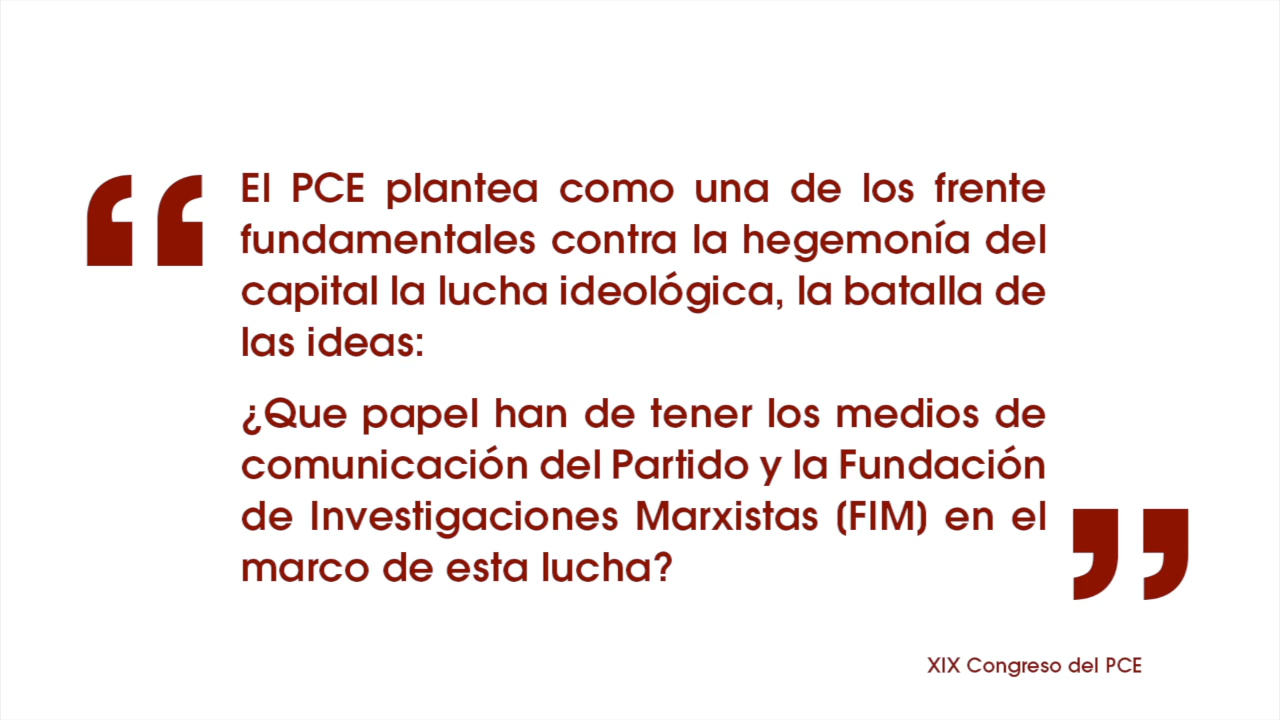 “
El PCE plantea como una de los frente
fundamentales contra la hegemonía del
capital la lucha ideológica, la batalla de
las ideas:
¿Que papel han de tener los medios de
comunicación del Partido y la Fundación
de Investigaciones Marxistas (FIM) en el
marco de esta lucha?
”
XIX Congreso del PCE